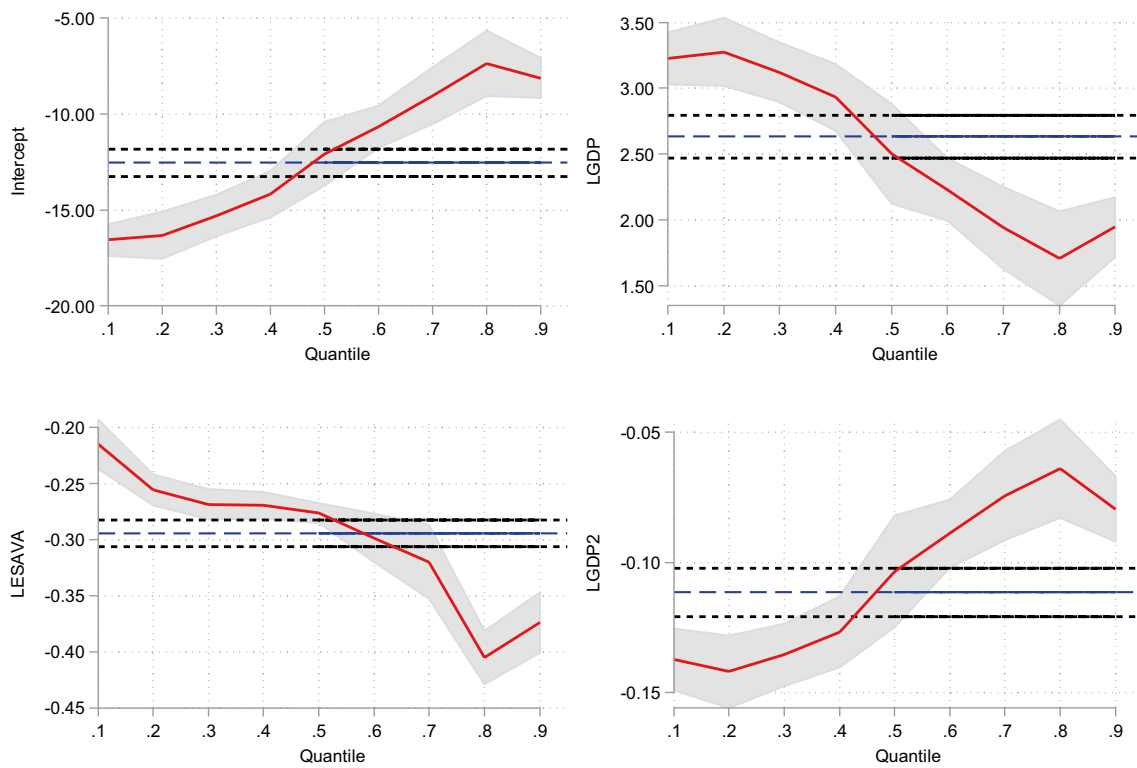 -5.00
-10.00
-15.00
-20.00
Intercept
.1 .2 .3 .4 .5 .6 .7 .8 .9
Quantile
3.50
3.00
2.50
2.00
1.50
LGDP
.1 .2 .3 .4 .5 .6 .7 .8 .9
Quantile
-0.20
-0.25
-0.30
-0.35
-0.40
-0.45
LESAVA
.1 .2 .3 .4 .5 .6 .7 .8 .9
Quantile
-0.05
-0.10
-0.15
LGDP2
.1 .2 .3 .4 .5 .6 .7 .8 .9
Quantile